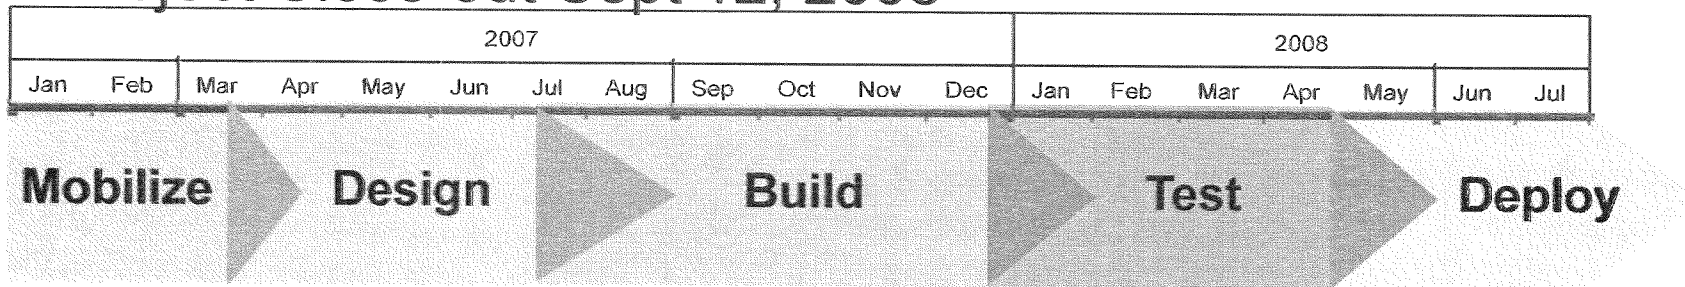 2007 2008
Jan Feb Mar Apr May Jun Jul Aug Sep Oct Nov Dec Jan Feb Mar Apr May Jun Jul
Mobilize Design Build Test Deploy